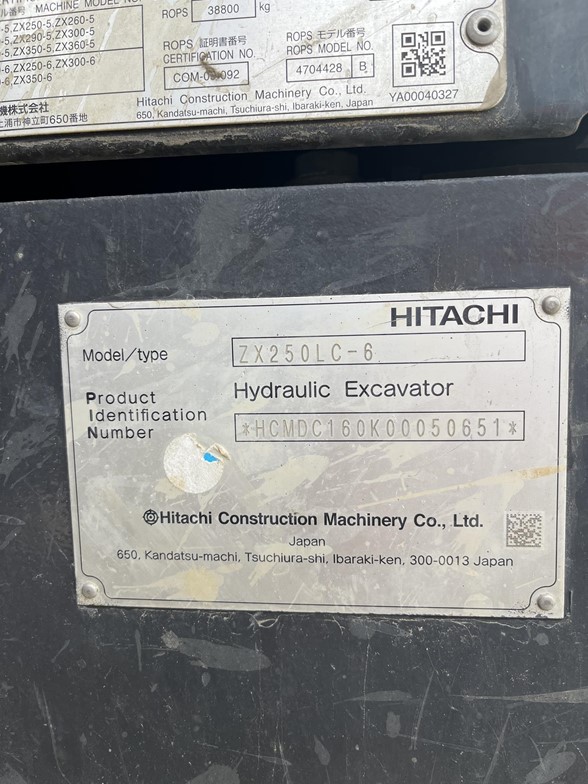 MACHINE MODEL NO.
ROPS 38800 kg
-5,ZX250-5,ZX260-5
-5,ZX290-5,ZX300-5
-5,ZX350-5,ZX360-5
-6,ZX250-6,ZX300-6
-6,ZX350-6
ROPS 証明書番号
CERTIFICATION NO.
COM-092
ROPS モデル番号
ROPS MODEL NO.
4704428 B
機株式会社
土浦市神立町650番地
Hitachi Construction Machinery Co., Ltd.
650, Kandatsu-machi, Tsuchiura-shi, Ibaraki-ken, Japan
YA00040327
HITACHI
Model/type ZX250LC-6
Hydraulic Excavator
Product
Identification
Number
*HCMDC160K00050651*
Hitachi Construction Machinery Co., Ltd.
Japan
650, Kandatsu-machi, Tsuchiura-shi, Ibaraki-ken, 300-0013 Japan